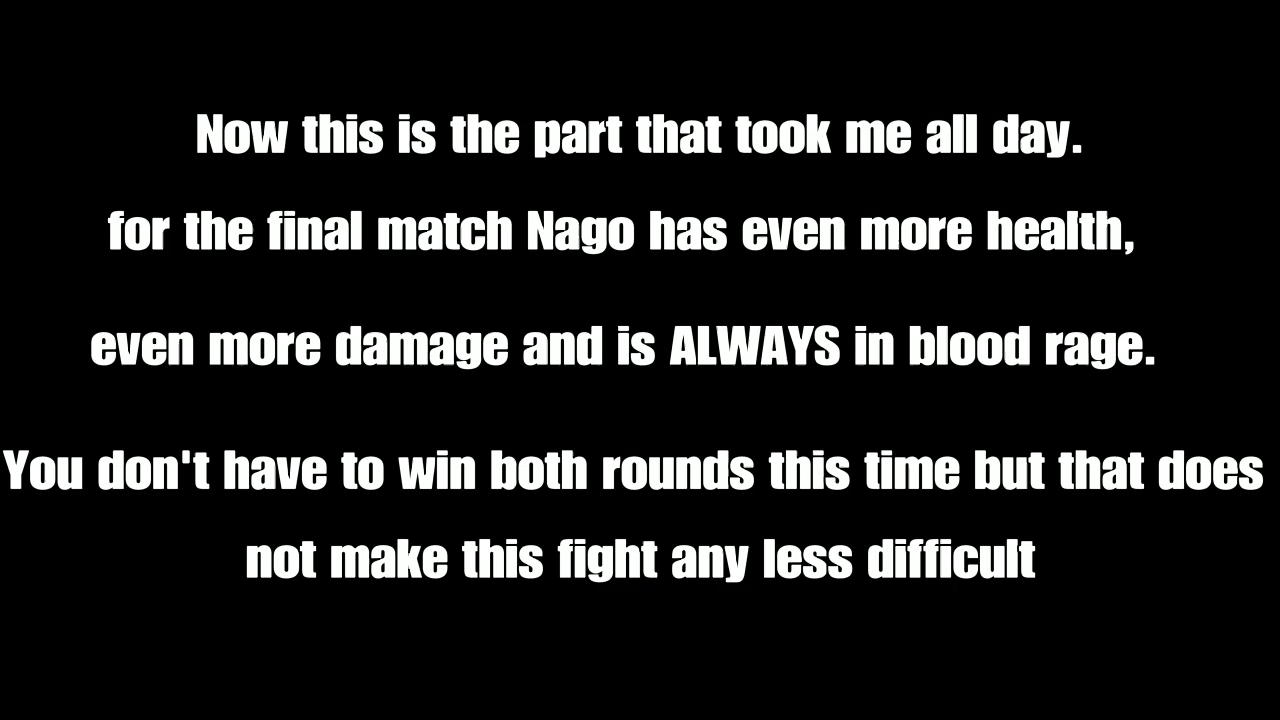 Now this is the part that took me all day.
for the final match Nago has even more health,
even more damage and is ALWAYS in blood rage.
You don't have to win both rounds this time but that does
not make this fight any less difficult